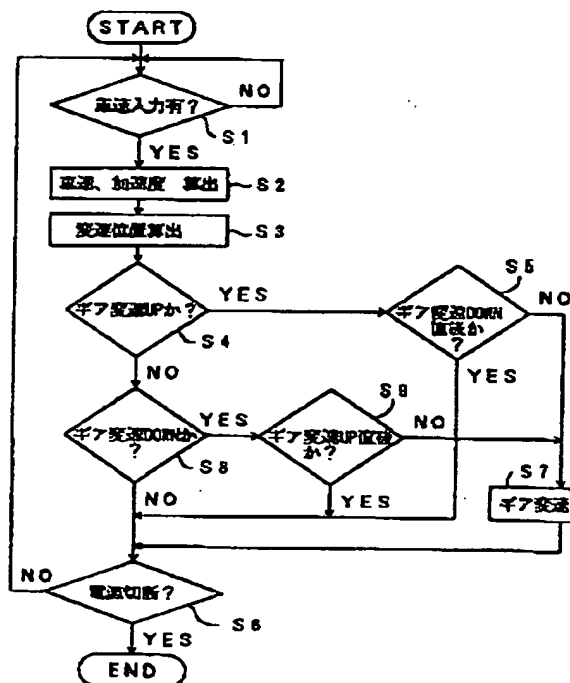 START
NO
車速入力有?
S1
YES
車速、加速度 算出
S2
変速位置算出
S3
ギア変速UPか?
YES
S4
NO
S5
ギア変速DOWN
直後か
?
NO
YES
ギア変速DOWNか
?
YES
S8
NO
S9
ギア変速UP直後
か?
NO
YES
S7
ギア変速
NO
電源切断?
S6
YES
END